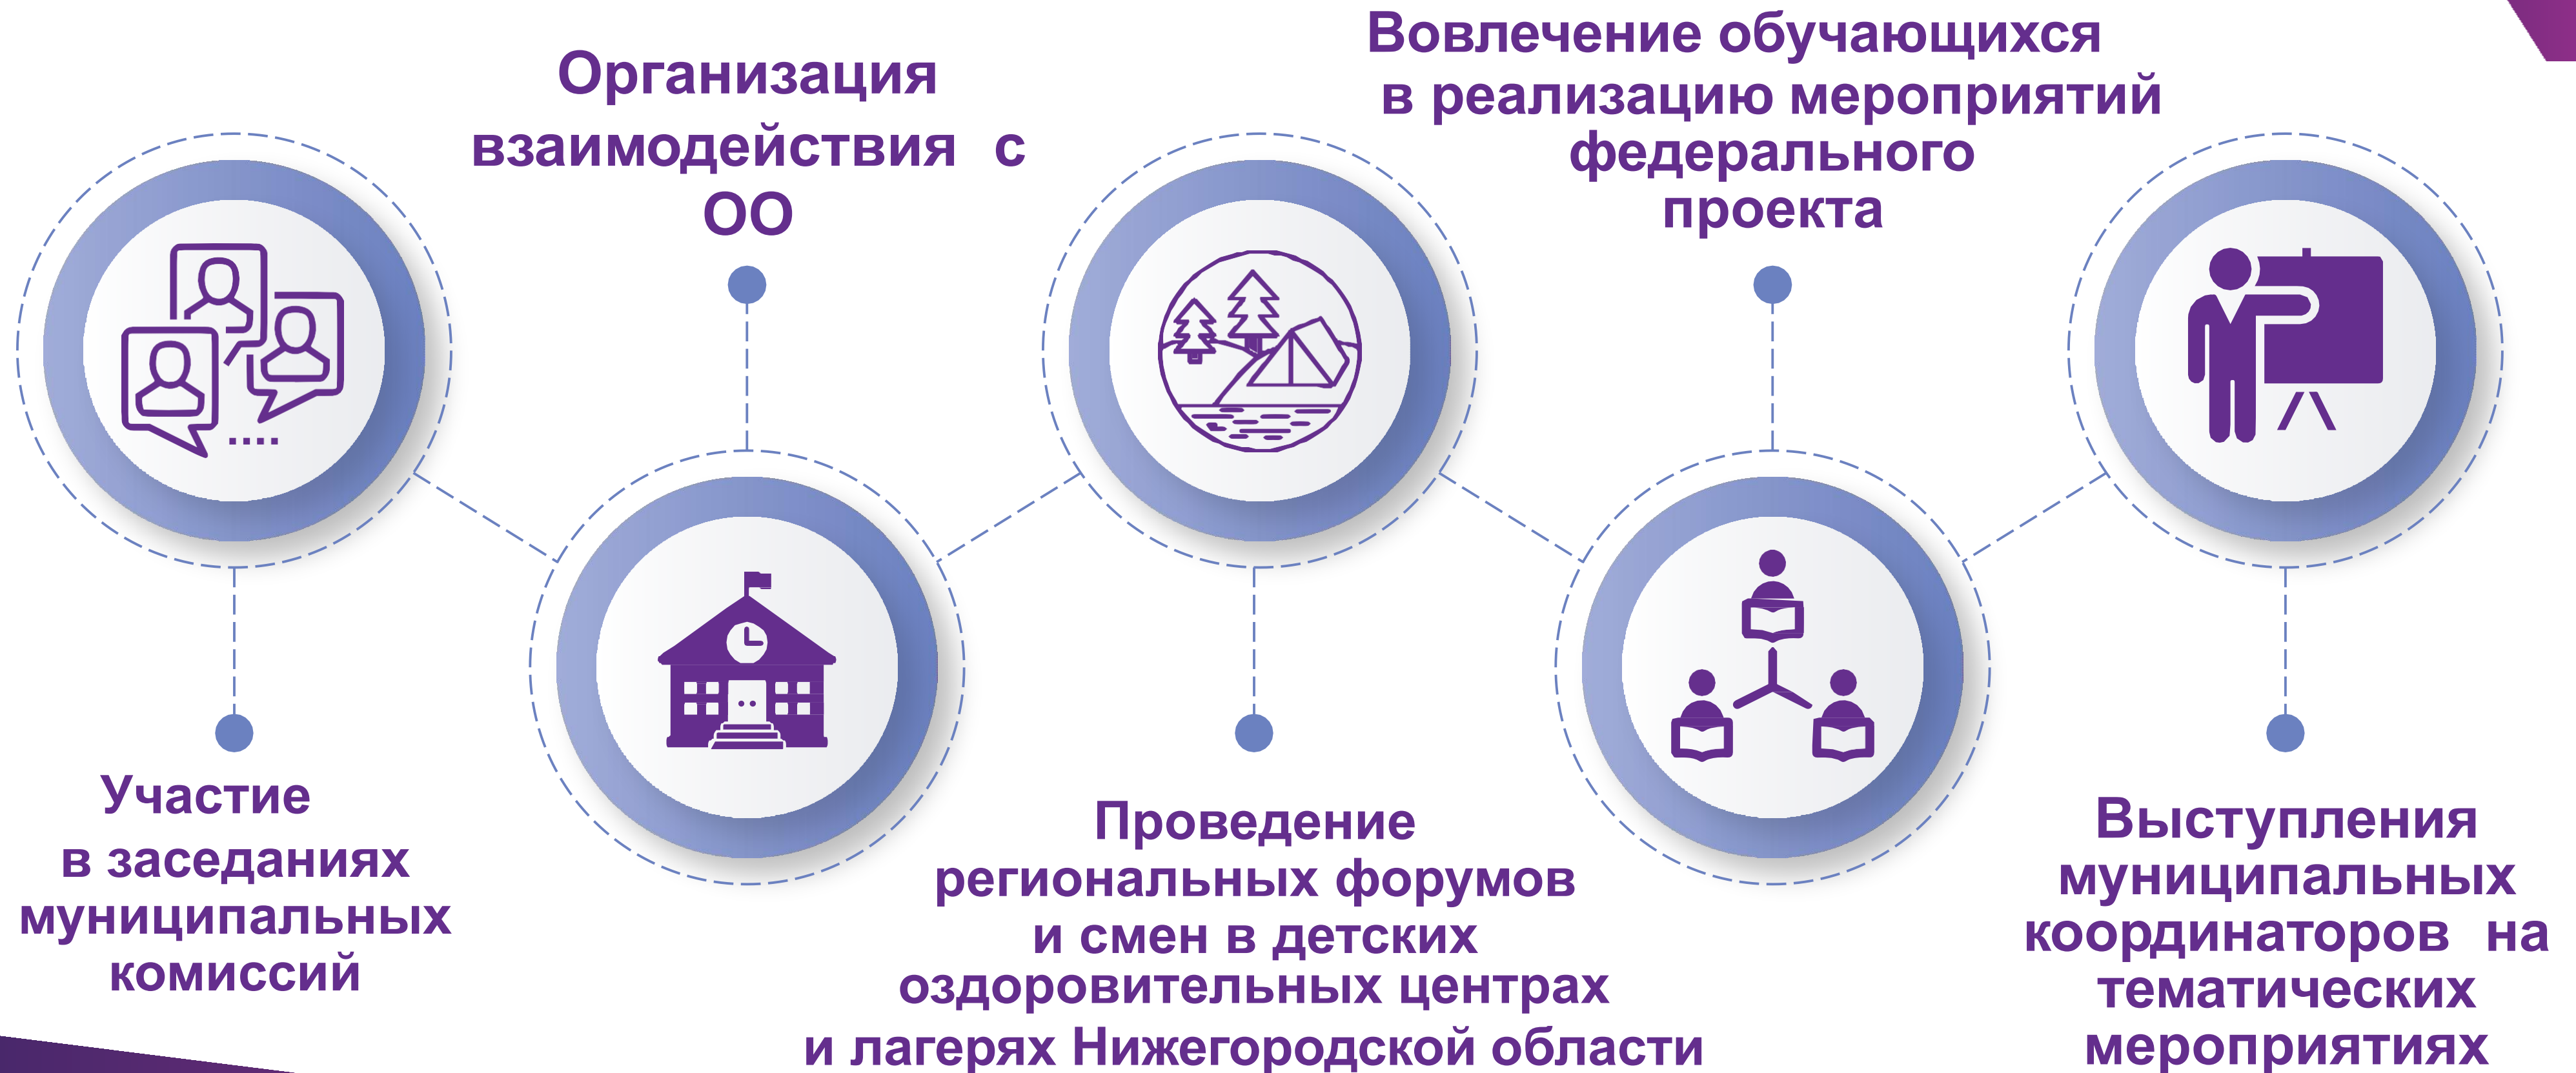 Участие
в заседаниях
муниципальных
комиссий
Организация
взаимодействия с
ОО
Проведение
региональных форумов
и смен в детских
оздоровительных центрах
и лагерях Нижегородской области
Вовлечение обучающихся
в реализацию мероприятий
федерального
проекта
Выступления
муниципальных
координаторов на
тематических
мероприятиях